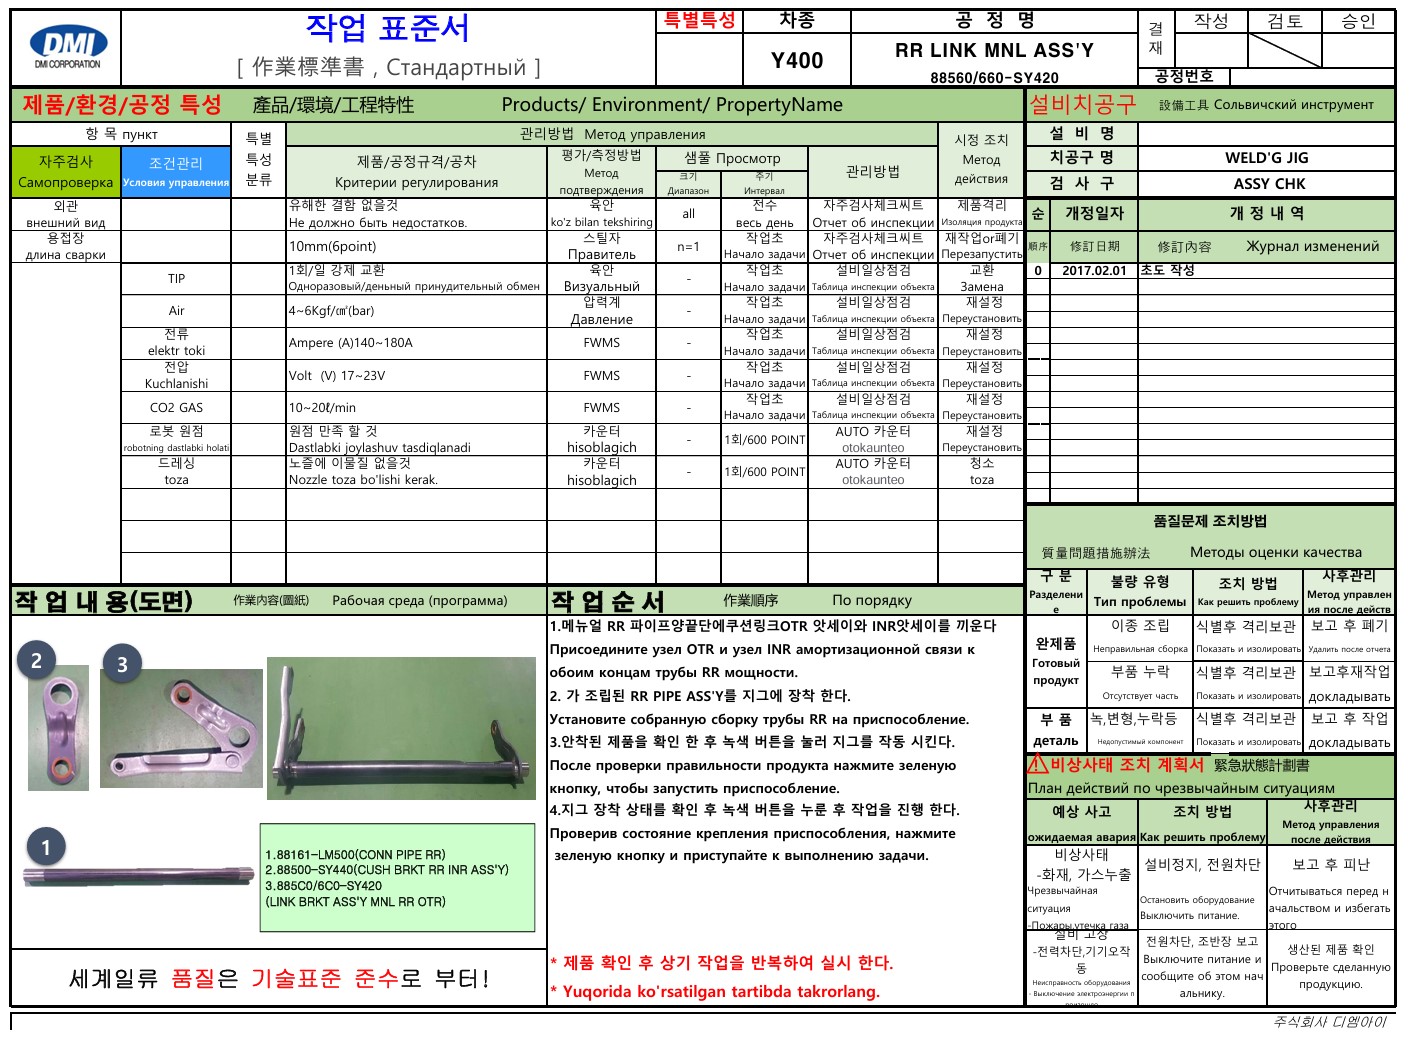 DMI
DMI CORPORATION
작업 표준서
[ 作業標準書 , Стандартный ]
특별특성
차종
Y400
공 정 명
RR LINK MNL ASS'Y
88560/660-SY420
결재
작성
검토
승인
공정번호
제품/환경/공정 특성 產品/環境/工程特性 Products/ Environment/ PropertyName
항 목 пункт
특별
특성
분류
관리방법 Метод управления
시정 조치
Метод
действия
자주검사
Самопроверка
조건관리
Условия управления
제품/공정규격/공차
Критерии регулирования
평가/측정방법
Метод
подтверждения
샘풀 Просмотр
크기
Диапазон
주기
Интервал
관리방법
외관
внешний вид
유해한 결함 없을것
Не должно быть недостатков.
육안
ko'z bilan tekshiring
all
전수
весь день
자주검사체크씨트
Отчет об инспекции
제품격리
Изоляция продукта
용접장
длина сварки
10mm(6point)
스틸자
Правитель
n=1
작업초
Начало задачи
자주검사체크씨트
Отчет об инспекции
재작업or폐기
Перезапустить
TIP
1회/일 강제 교환
Одноразовый/деньный принудительный обмен
육안
Визуальный
-
작업초
Начало задачи
설비일상점검
Таблица инспекции объекта
교환
Замена
Air
4~6Kgf/㎠(bar)
압력계
Давление
-
작업초
Начало задачи
설비일상점검
Таблица инспекции объекта
재설정
Переустановить
전류
elektr toki
Ampere (A)140~180A
FWMS
-
작업초
Начало задачи
설비일상점검
Таблица инспекции объекта
재설정
Переустановить
전압
Kuchlanishi
Volt (V) 17~23V
FWMS
-
작업초
Начало задачи
설비일상점검
Таблица инспекции объекта
재설정
Переустановить
CO2 GAS
10~20ℓ/min
FWMS
-
작업초
Начало задачи
설비일상점검
Таблица инспекции объекта
재설정
Переустановить
로봇 원점
robotning dastlabki holati
원점 만족 할 것
Dastlabki joylashuv tasdiqlanadi
카운터
hisoblagich
-
1회/600 POINT
AUTO 카운터
otokaunteo
재설정
Переустановить
드레싱
toza
노즐에 이물질 없을것
Nozzle toza bo'lishi kerak.
카운터
hisoblagich
-
1회/600 POINT
AUTO 카운터
otokaunteo
청소
toza
설비치공구 設備工具 Сольвический инструмент
설 비 명
치공구 명
WELD'G JIG
검 사 구
ASSY CHK
순
개정일자
개 정 내 역
順序
修訂日期
修訂內容 Журнал изменений
0
2017.02.01
초도 작성
품질문제 조치방법
質量問題措施辦法 Методы оценки качества
구 분
Разделени
е
불량 유형
Тип проблемы
조치 방법
Как решить проблему
사후관리
Метод управлен
ия после действ
완제품
Готовый
продукт
이종 조립
Неправильная сборка
식별후 격리보관
Показать и изолировать
보고 후 폐기
Удалить после отчета
부품 누락
Отсутствует часть
식별후 격리보관
Показать и изолировать
보고후재작업
докладывать
부 품
деталь
녹,변형,누락등
Недопустимый компонент
식별후 격리보관
Показать и изолировать
보고 후 작업
докладывать
비상사태 조치 계획서 緊急狀態計劃書
План действий по чрезвычайным ситуациям
예상 사고
ожидаемая авария
조치 방법
Как решить проблему
사후관리
Метод управления
после действия
비상사태
-화재, 가스누출
Чрезвычайная
ситуация
-Пожары,утечка газа
설비정지, 전원차단
Остановить оборудование
Выключить питание.
보고 후 피난
Отчитываться перед н
ачальством и избегать
этого
설비 고장
-전력차단,기기오작
동
Неисправность оборудования
- Выключение электроэнергии п
전원차단, 조반장 보고
Выключите питание и
сообщите об этом нач
альнику.
생산된 제품 확인
Проверьте сделанную
продукцию.
작 업 내 용(도면) 作業内容(圖紙) Рабочая среда (программа)
2
3
1
1.88161-LM500(CONN PIPE RR)
2.88500-SY440(CUSH BRKT RR INR ASS'Y)
3.885C0/6C0-SY420
(LINK BRKT ASS'Y MNL RR OTR)
세계일류 품질은 기술표준 준수로 부터!
작 업 순 서 作業順序 По порядку
1.메뉴얼 RR 파이프양끝단에쿠션링크OTR 앗세이와 INR앗세이를 끼운다
Присоедините узел OTR и узел INR амортизационной связи к
обоим концам трубы RR мощности.
2. 가 조립된 RR PIPE ASS'Y를 지그에 장착 한다.
Установите собранную сборку трубы RR на приспособление.
3.안착된 제품을 확인 한 후 녹색 버튼을 눌러 지그를 작동 시킨다.
После проверки правильности продукта нажмите зеленую
кнопку, чтобы запустить приспособление.
4.지그 장착 상태를 확인 후 녹색 버튼을 누룬 후 작업을 진행 한다.
Проверив состояние крепления приспособления, нажмите
зеленую кнопку и приступайте к выполнению задачи.
* 제품 확인 후 상기 작업을 반복하여 실시 한다.
* Yuqorida ko'rsatilgan tartibda takrorlang.
주식회사 디엠아이